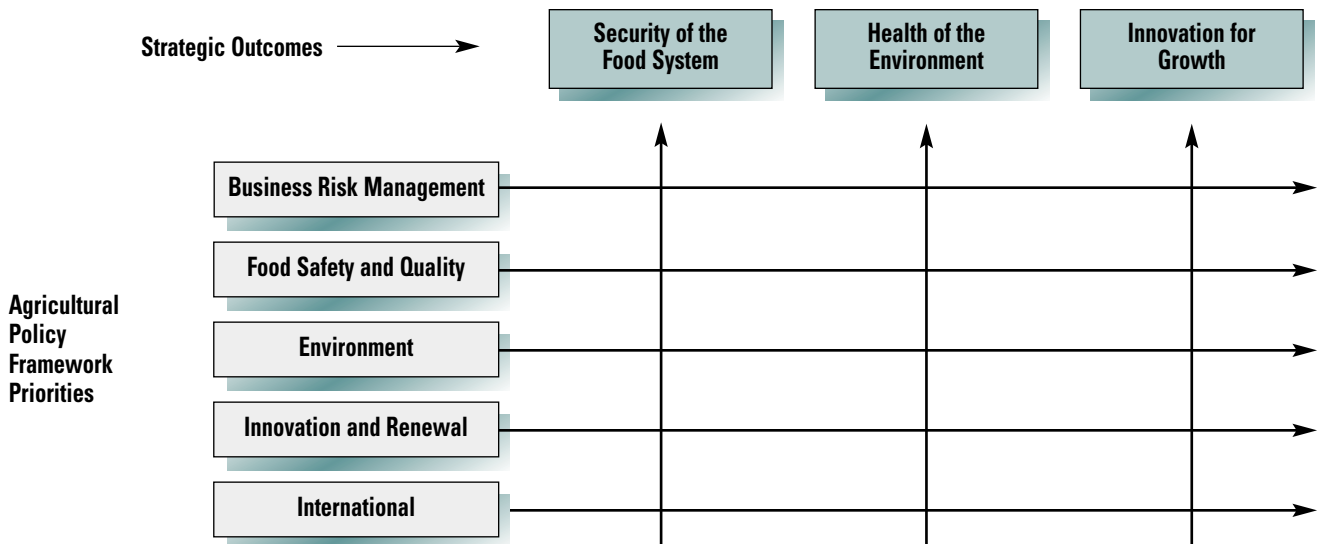 Strategic Outcomes
Security of the
Food System
Health of the
Environment
Innovation for
Growth
Agricultural
Policy
Framework
Priorities
Business Risk Management
Food Safety and Quality
Environment
Innovation and Renewal
International